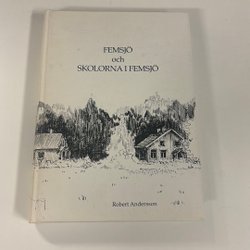 FEMSJÖ
och
SKOLORNA I FEMSJÖ
Robert Andersson